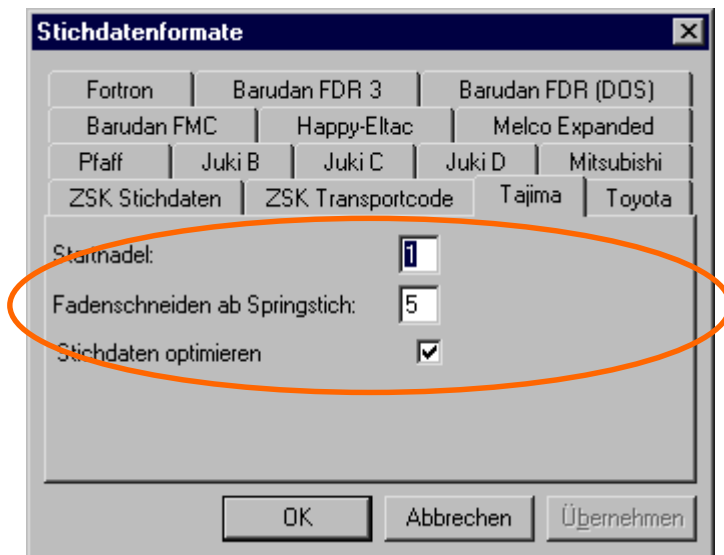 Stichdatenformate
Fortron Barudan FDR 3 Barudan FDR (DOS)
Barudan FMC Happy-Eltac Melco Expanded
Pfaff Juki B Juki C Juki D Mitsubishi
ZSK Stichdaten ZSK Transportcode Tajima Toyota
Startnadel: 1
Fadenschneiden ab Springstich: 5
Stichdaten optimieren
OK Abbrechen Übernehmen